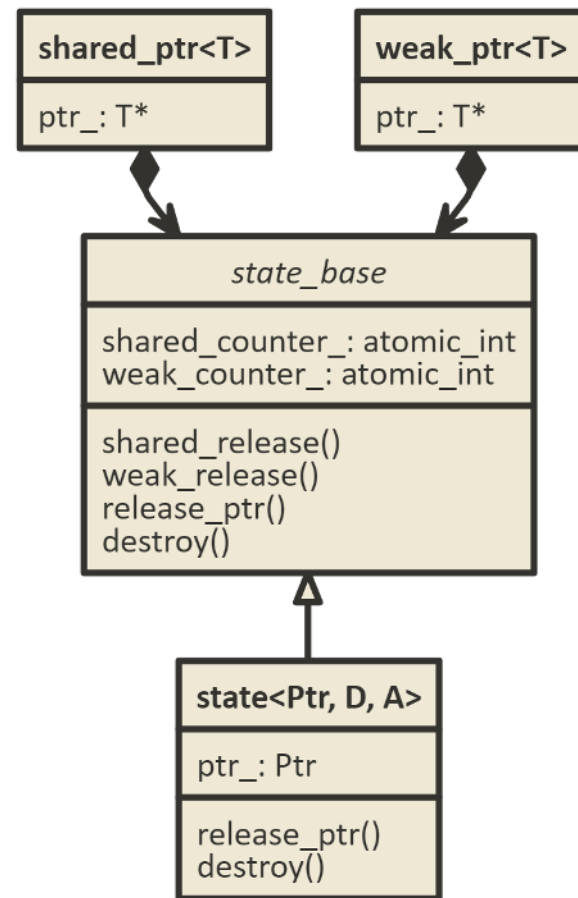 shared_ptr<T>
ptr_: T*
weak_ptr<T>
ptr_: T*
state_base
shared_counter_: atomic_int
weak_counter_: atomic_int
shared_release()
weak_release()
release_ptr()
destroy()
state<Ptr, D, A>
ptr_: Ptr
release_ptr()
destroy()